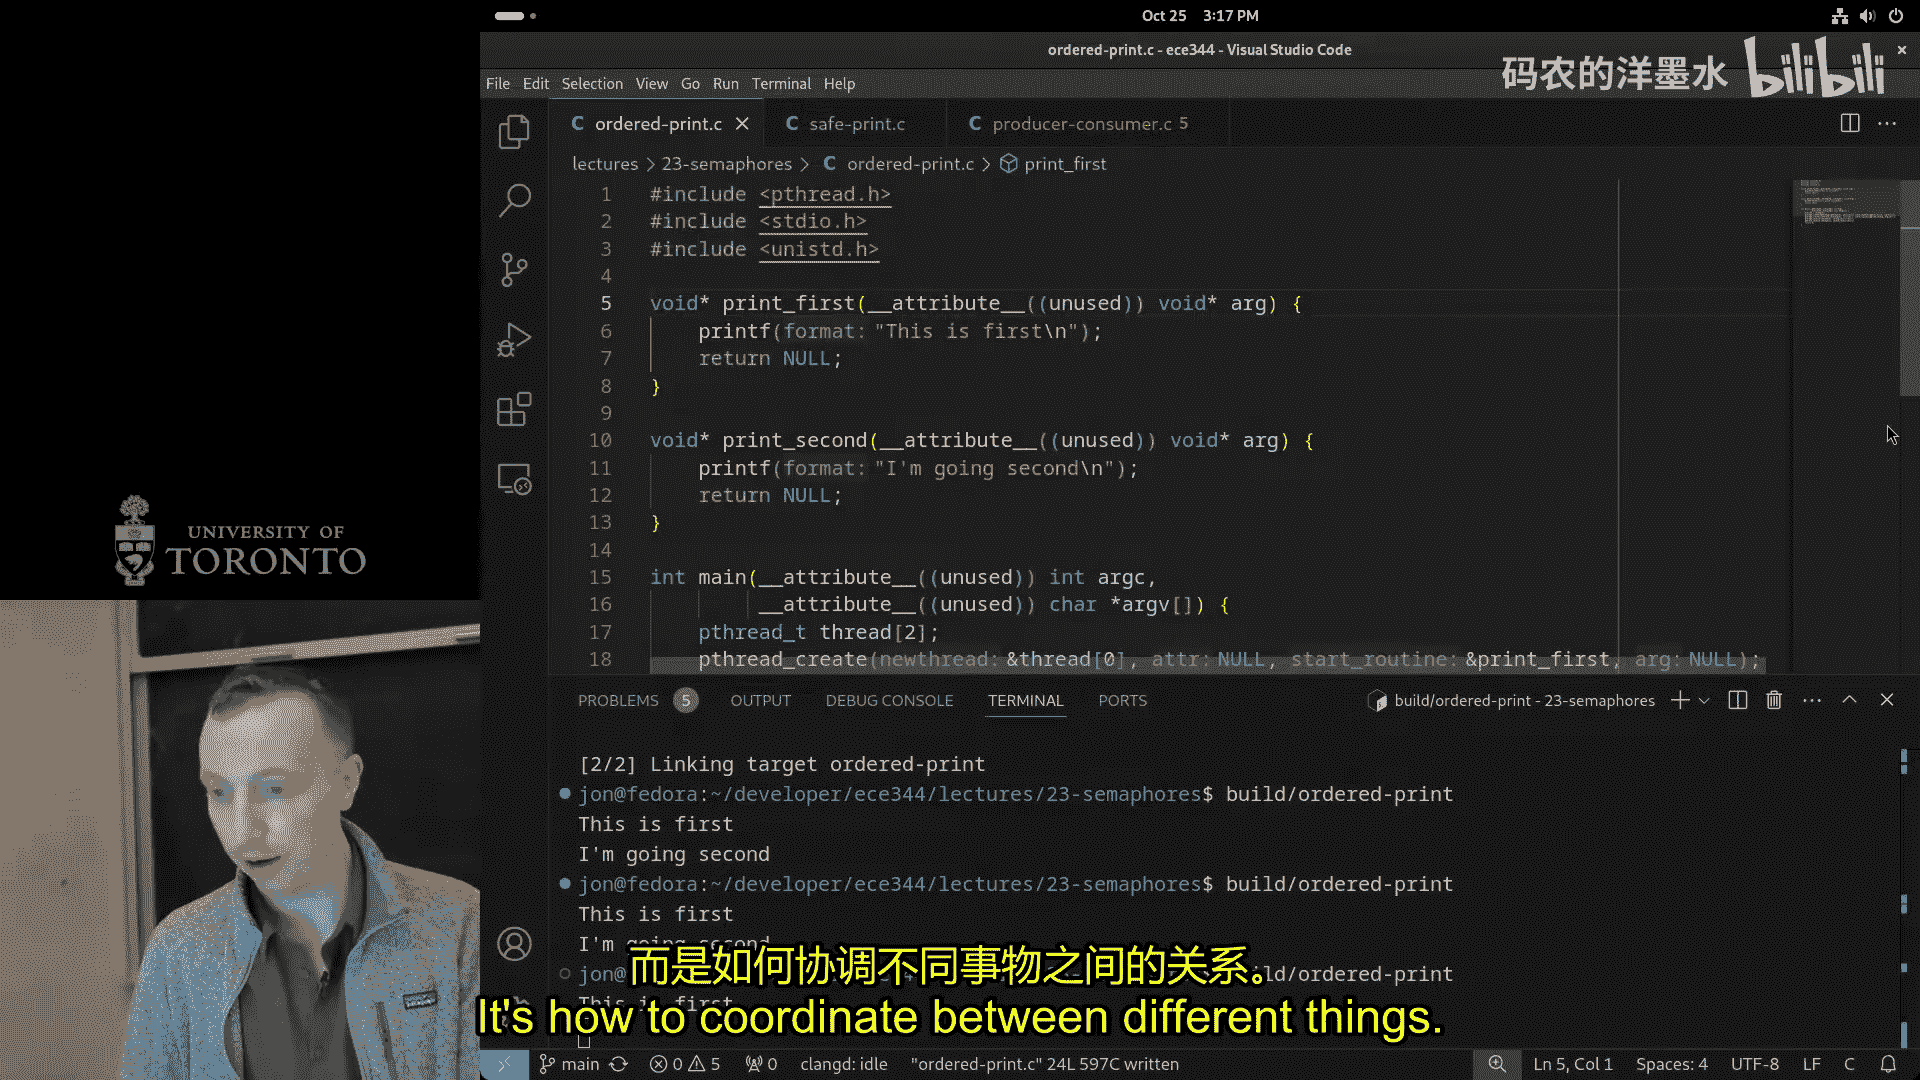 Oct 25 3:17 PM
ordered-print.c - ece344 - Visual Studio Code
码农的洋墨水 bilibili
File Edit Selection View Go Run Terminal Help
C ordered-print.c C safe-print.c C producer-consumer.c 5
lectures > 23-semaphores > C ordered-print.c > print_first
1 #include <pthread.h>
2 #include <stdio.h>
3 #include <unistd.h>
4
5 void* print_first(__attribute__((unused)) void* arg) {
6 printf(format: "This is first\n");
7 return NULL;
8 }
9
10 void* print_second(__attribute__((unused)) void* arg) {
11 printf(format: "I'm going second\n");
12 return NULL;
13 }
14
15 int main(__attribute__((unused)) int argc,
16 __attribute__((unused)) char *argv[]) {
17 pthread_t thread[2];
18 pthread_create(newthread: &thread[0], attr: NULL, start_routine: &print_first, arg: NULL);
UNIVERSITY OF
TORONTO
PROBLEMS 5 OUTPUT DEBUG CONSOLE TERMINAL PORTS build/ordered-print - 23-semaphores
[2/2] Linking target ordered-print
jon@fedora:~/developer/ece344/lectures/23-semaphores$ build/ordered-print
This is first
I'm going second
jon@fedora:~/developer/ece344/lectures/23-semaphores$ build/ordered-print
This is first
I'm going second
jon@ ld/ordered-print
This is first
而是如何协调不同事物之间的关系。
It's how to coordinate between different things.
main 0 5 0 clangd: idle "ordered-print.c" 24L 597C written Ln 5, Col 1 Spaces: 4 UTF-8 LF C